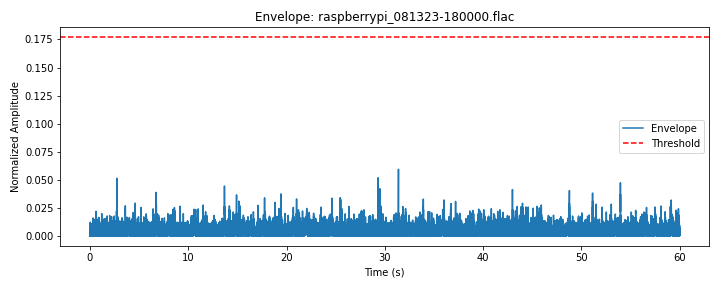 Envelope: raspberrypi_081323-180000.flac
Normalized Amplitude
0.175
0.150
0.125
0.100
0.075
0.050
0.025
0.000
Envelope
Threshold
0 10 20 30 40 50 60
Time (s)